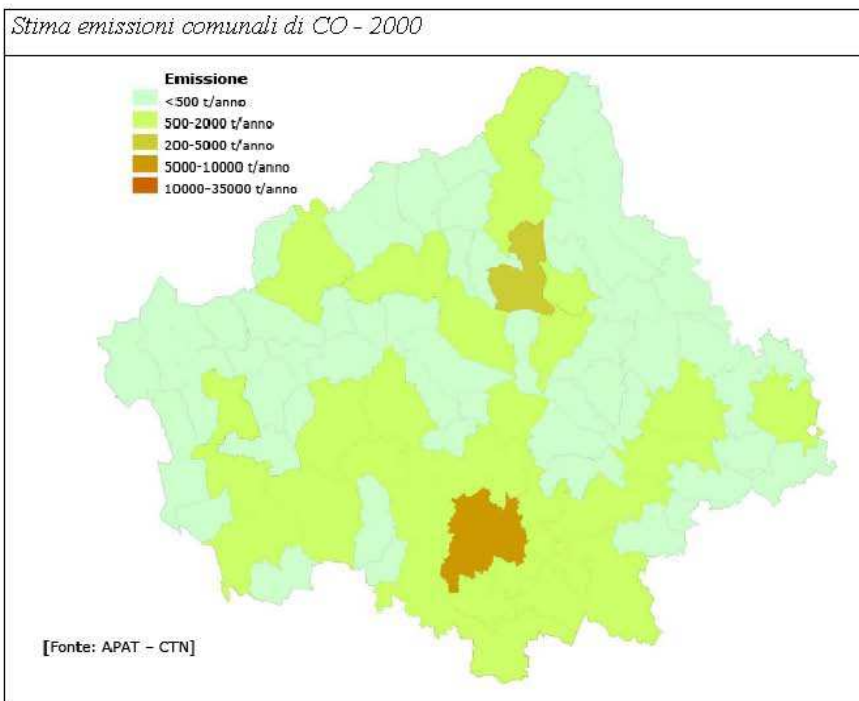 Stima emissioni comunali di CO - 2000
Emissione
<500 t/anno
500-2000 t/anno
200-5000 t/anno
5000-10000 t/anno
10000-35000 t/anno
[Fonte: APAT – CTN]